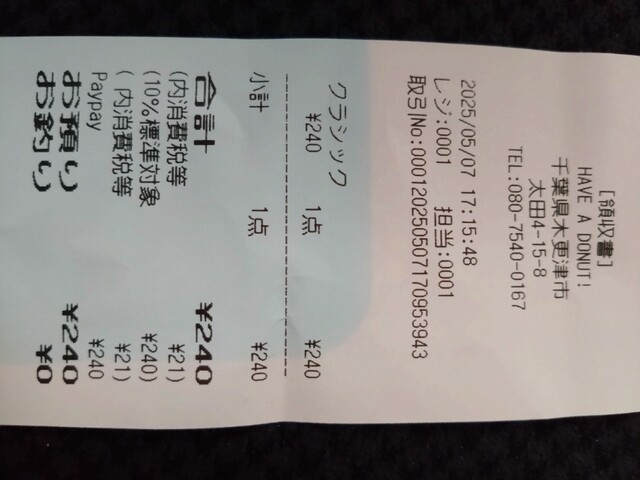 [領収書]
HAVE A DONUT!
千葉県木更津市
太田4-15-8
TEL:080-7540-0167
2025/05/07 17:15:48
レジ:0001 担当:0001
取引No:00012025050717095394​3
クラシック
¥240 1点 ¥240
小計 1点 ¥240
合計 ¥240
(内消費税等 ¥21)
(10%標準対象 ¥240)
( 内消費税等 ¥21)
Paypay ¥240
お預り ¥240
お釣り ¥0